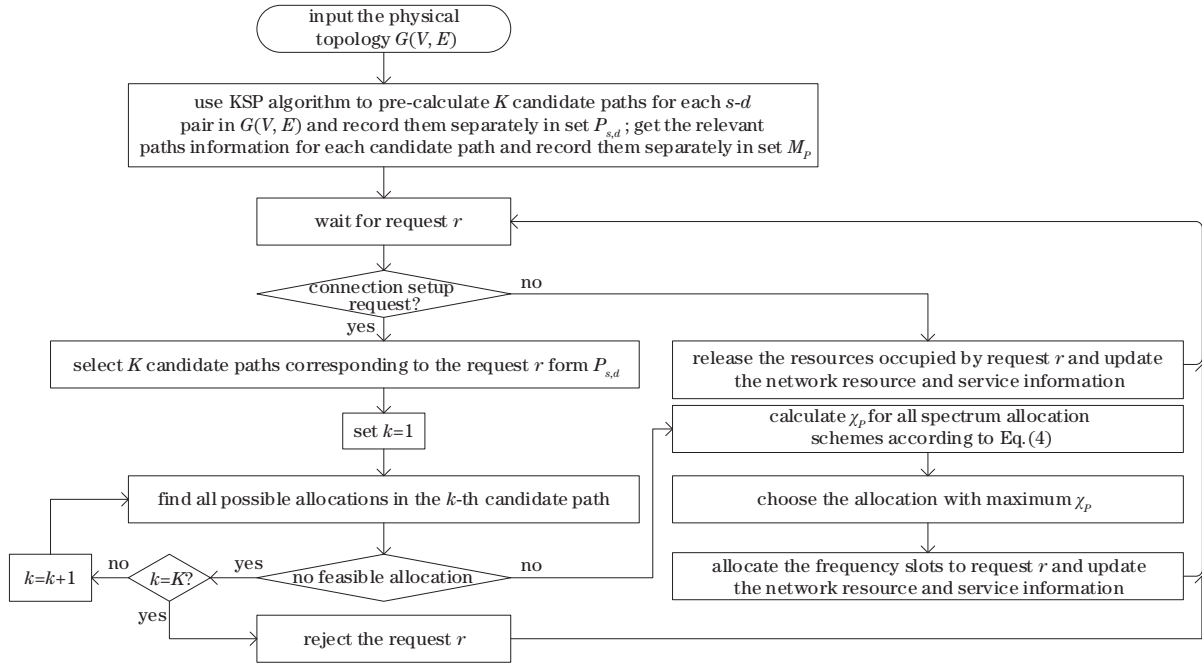 input the physical
topology G(V, E)
use KSP algorithm to pre-calculate K candidate paths for each s-d
pair in G(V, E) and record them separately in set P_{s,d}; get the relevant
paths information for each candidate path and record them separately in set M_P
wait for request r
connection setup
request?
no
yes
select K candidate paths corresponding to the request r form P_{s,d}
set k=1
find all possible allocations in the k-th candidate path
no feasible allocation
yes
no
k=K?
no
k=k+1
yes
reject the request r
release the resources occupied by request r and update
the network resource and service information
calculate χ_P for all spectrum allocation
schemes according to Eq.(4)
choose the allocation with maximum χ_P
allocate the frequency slots to request r and update
the network resource and service information